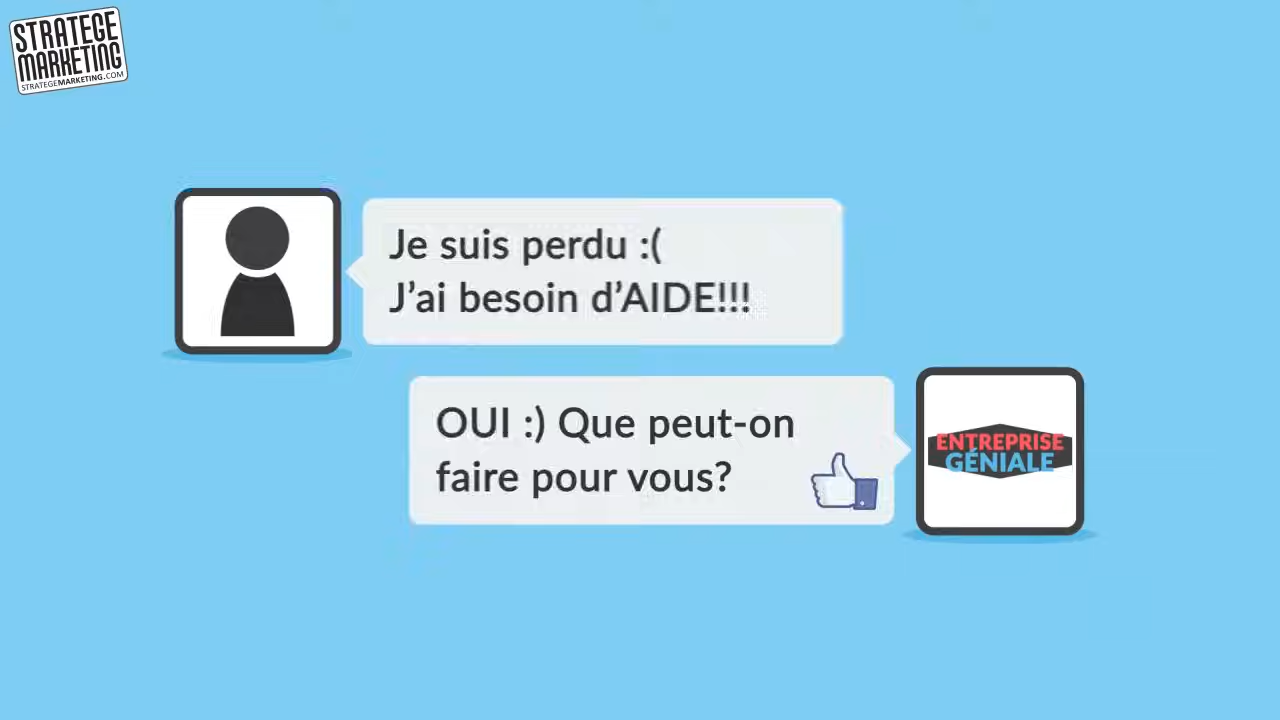 STRATEGE
MARKETING
STRATEGEMARKETING.COM
Je suis perdu :(
J’ai besoin d’AIDE!!!
OUI :) Que peut-on
faire pour vous?
ENTREPRISE
GÉNIALE